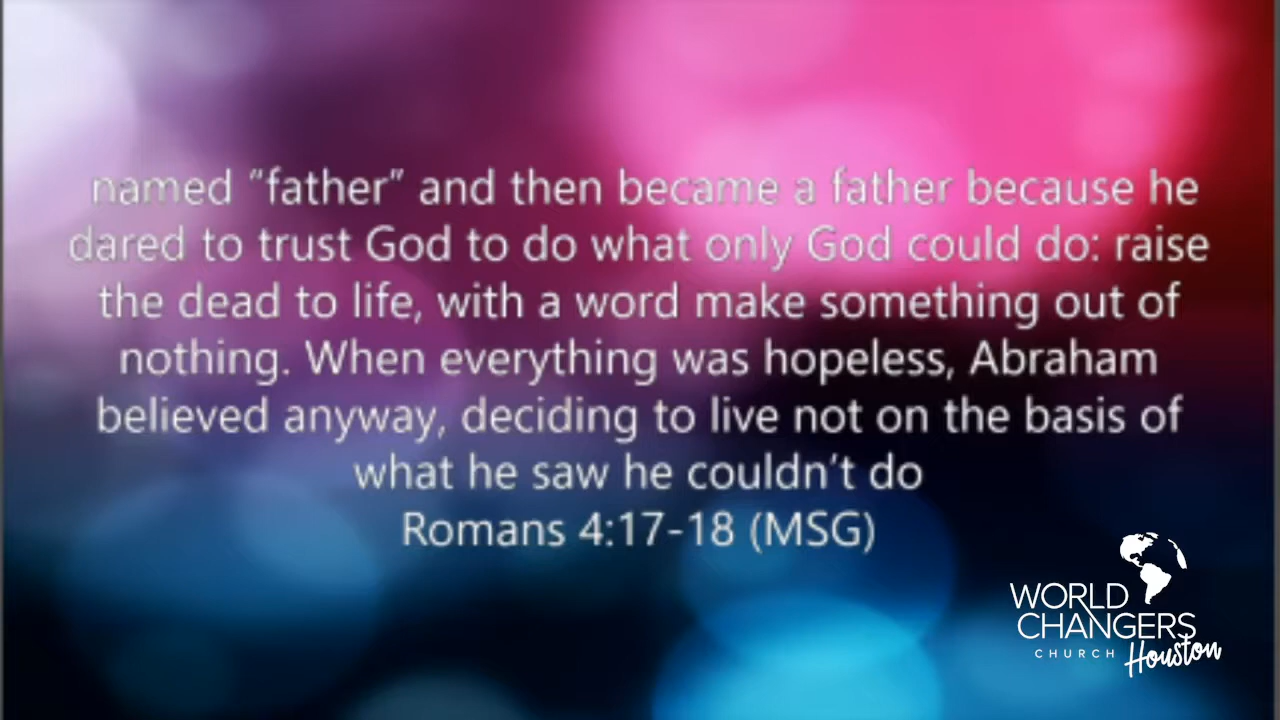 named “father” and then became a father because he
dared to trust God to do what only God could do: raise
the dead to life, with a word make something out of
nothing. When everything was hopeless, Abraham
believed anyway, deciding to live not on the basis of
what he saw he couldn’t do
Romans 4:17-18 (MSG)
WORLD
CHANGERS
CHURCH Houston